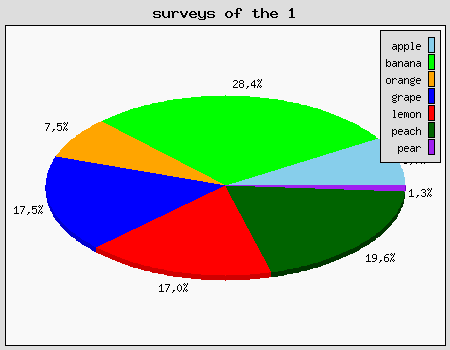 surveys of the 1
apple
banana
orange
grape
lemon
peach
pear
28,4%
7,5%
17,5%
17,0%
19,6%
1,3%